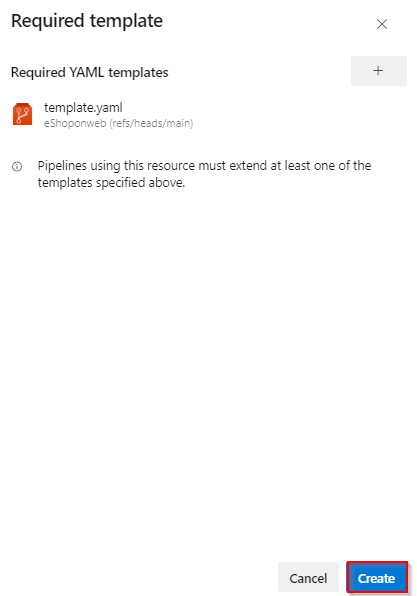 Required template
Required YAML templates
template.yaml
eShoponweb (refs/heads/main)
Pipelines using this resource must extend at least one of the
templates specified above.
Cancel
Create